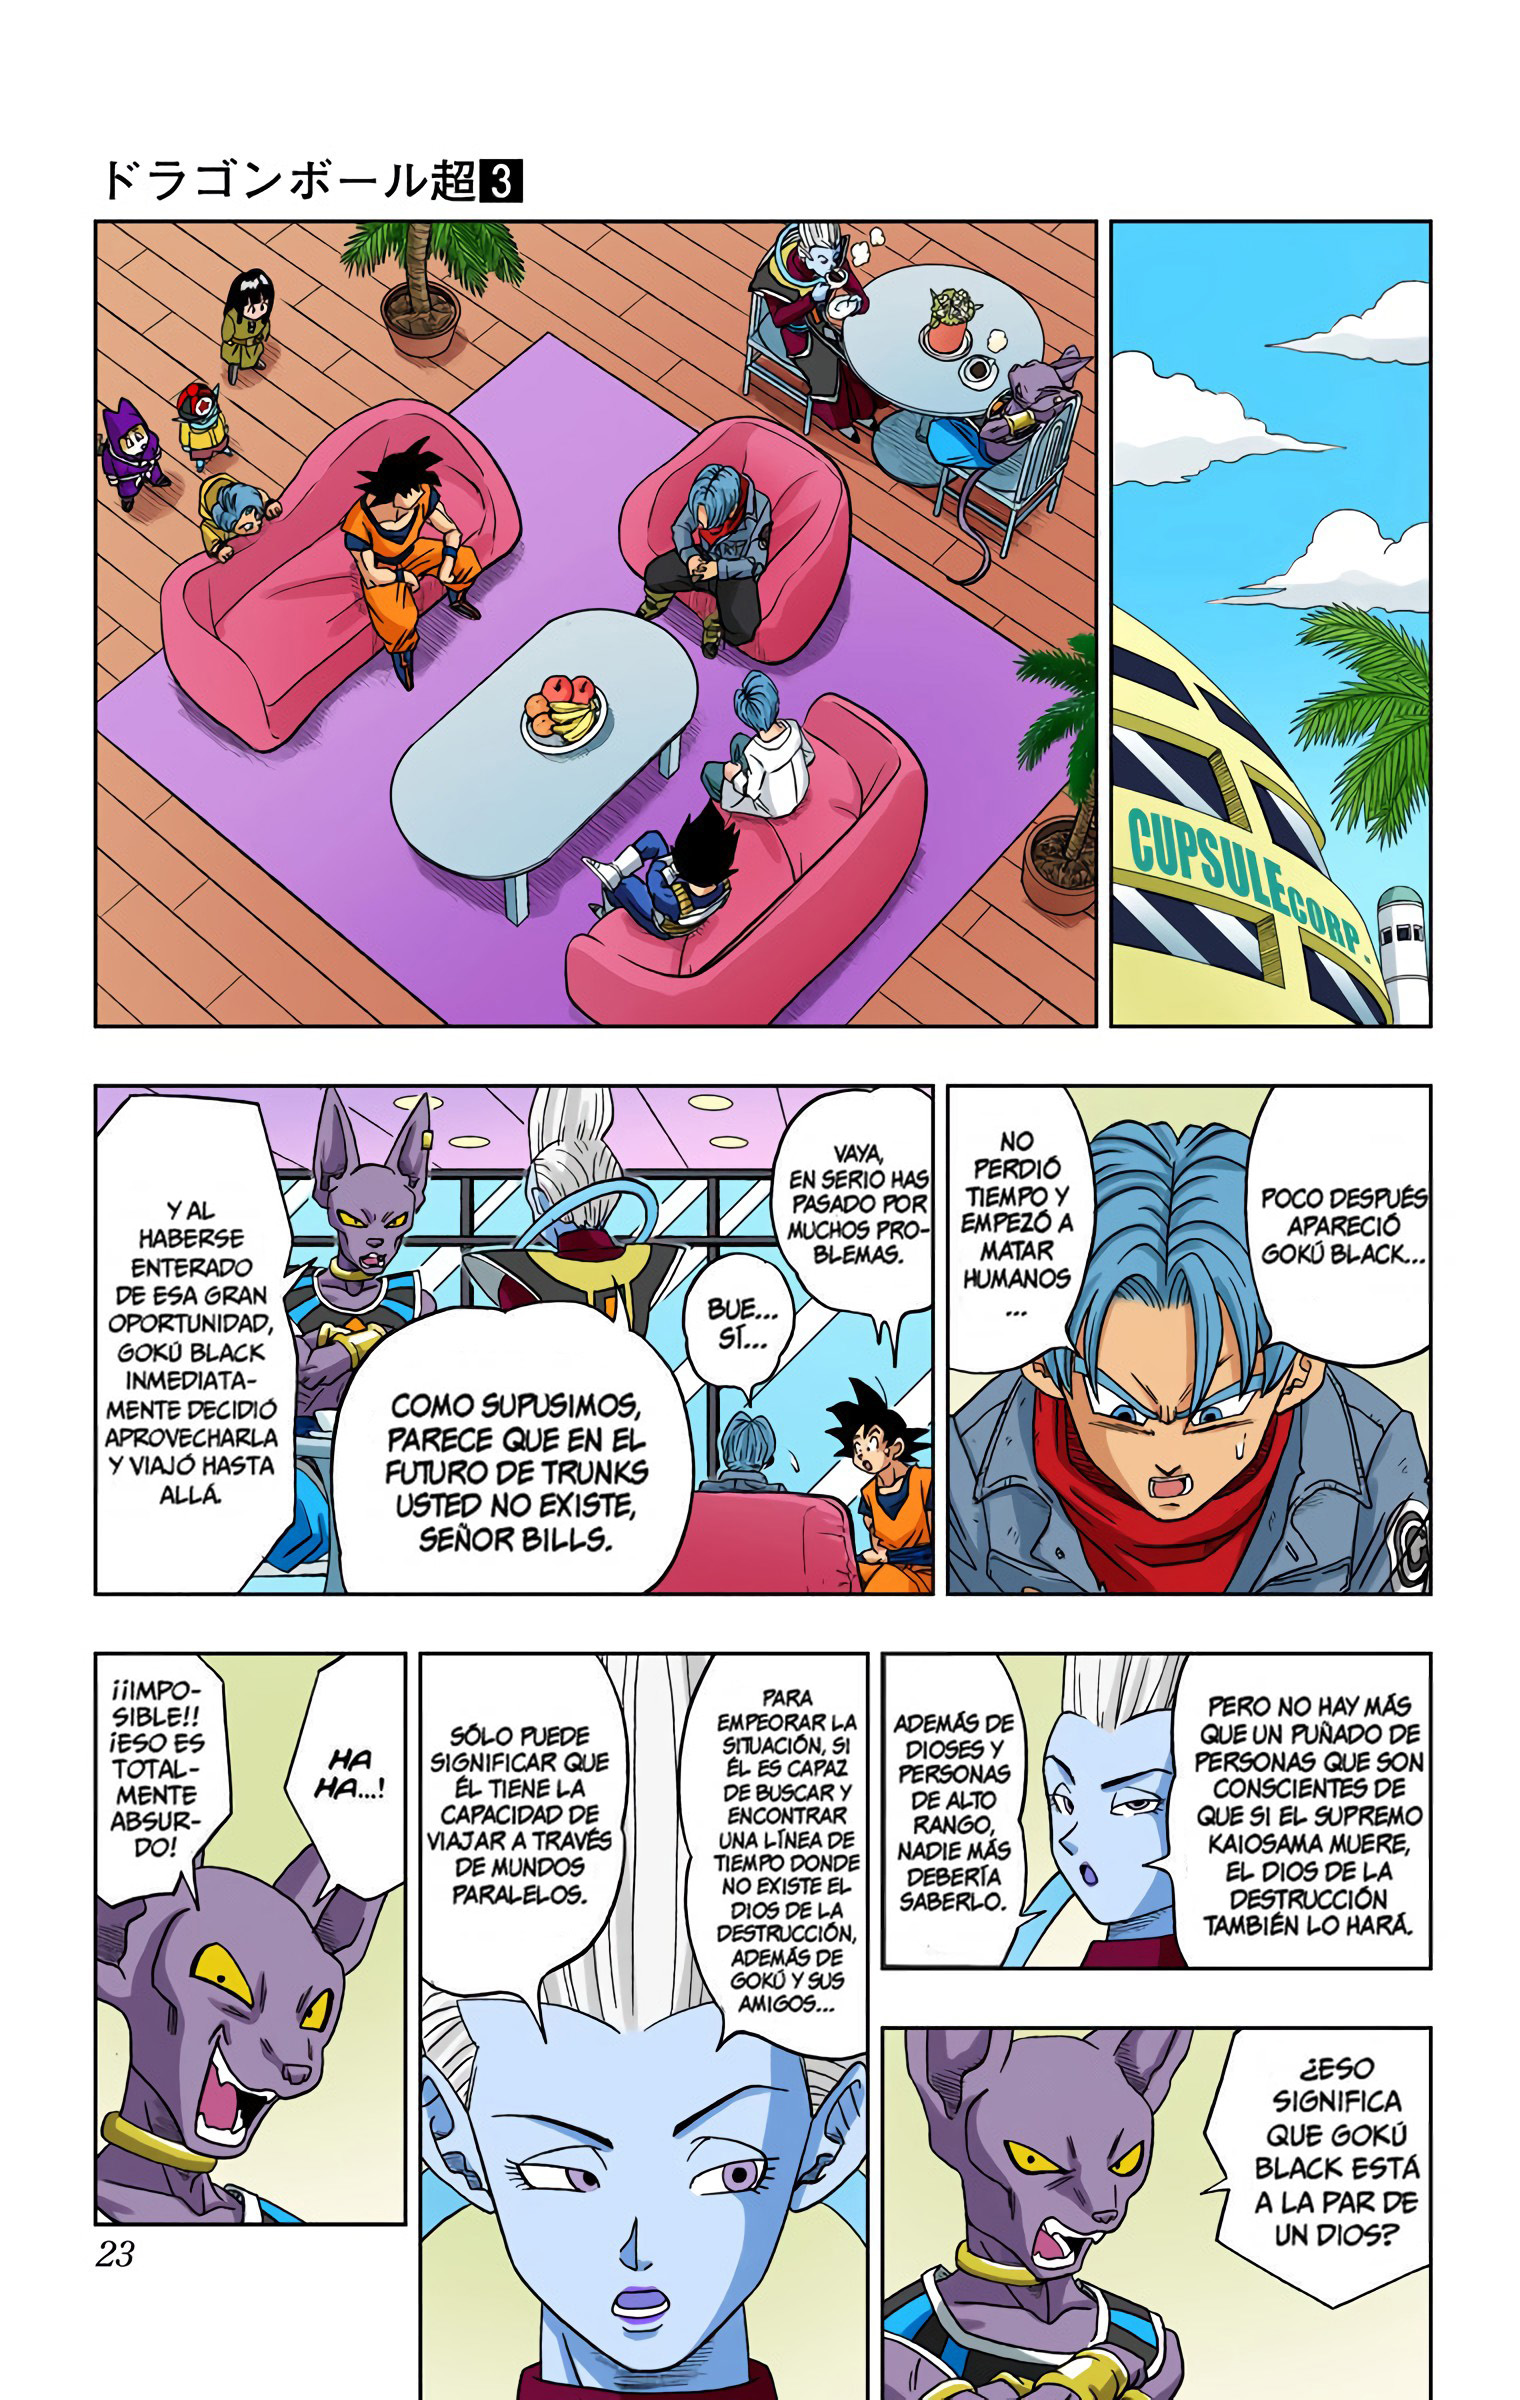 ドラゴンボール超3
CUPSULE CORP.
POCO DESPUÉS
APARECIÓ
GOKÚ BLACK...
NO
PERDIÓ
TIEMPO Y
EMPEZÓ A
MATAR
HUMANOS
...
VAYA,
EN SERIO HAS
PASADO POR
MUCHOS PRO-
BLEMAS.
BUE...
SÍ...
COMO SUPUSIMOS,
PARECE QUE EN EL
FUTURO DE TRUNKS
USTED NO EXISTE,
SEÑOR BILLS.
Y AL
HABERSE
ENTERADO
DE ESA GRAN
OPORTUNIDAD,
GOKÚ BLACK
INMEDIATA-
MENTE DECIDIÓ
APROVECHARLA
Y VIAJÓ HASTA
ALLÁ.
PERO NO HAY MÁS
QUE UN PUÑADO DE
PERSONAS QUE SON
CONSCIENTES DE
QUE SI EL SUPREMO
KAIOSAMA MUERE,
EL DIOS DE LA
DESTRUCCIÓN
TAMBIÉN LO HARÁ.
ADEMÁS DE
DIOSES Y
PERSONAS
DE ALTO
RANGO,
NADIE MÁS
DEBERÍA
SABERLO.
¿ESO
SIGNIFICA
QUE GOKÚ
BLACK ESTÁ
A LA PAR DE
UN DIOS?
PARA
EMPEORAR LA
SITUACIÓN, SI
ÉL ES CAPAZ
DE BUSCAR Y
ENCONTRAR
UNA LÍNEA DE
TIEMPO DONDE
NO EXISTE EL
DIOS DE LA
DESTRUCCIÓN,
ADEMÁS DE
GOKÚ Y SUS
AMIGOS...
SÓLO PUEDE
SIGNIFICAR QUE
ÉL TIENE LA
CAPACIDAD DE
VIAJAR A TRAVÉS
DE MUNDOS
PARALELOS.
HA
HA...!
¡¡IMPO-
SIBLE!!
¡ESO ES
TOTAL-
MENTE
ABSUR-
DO!
23